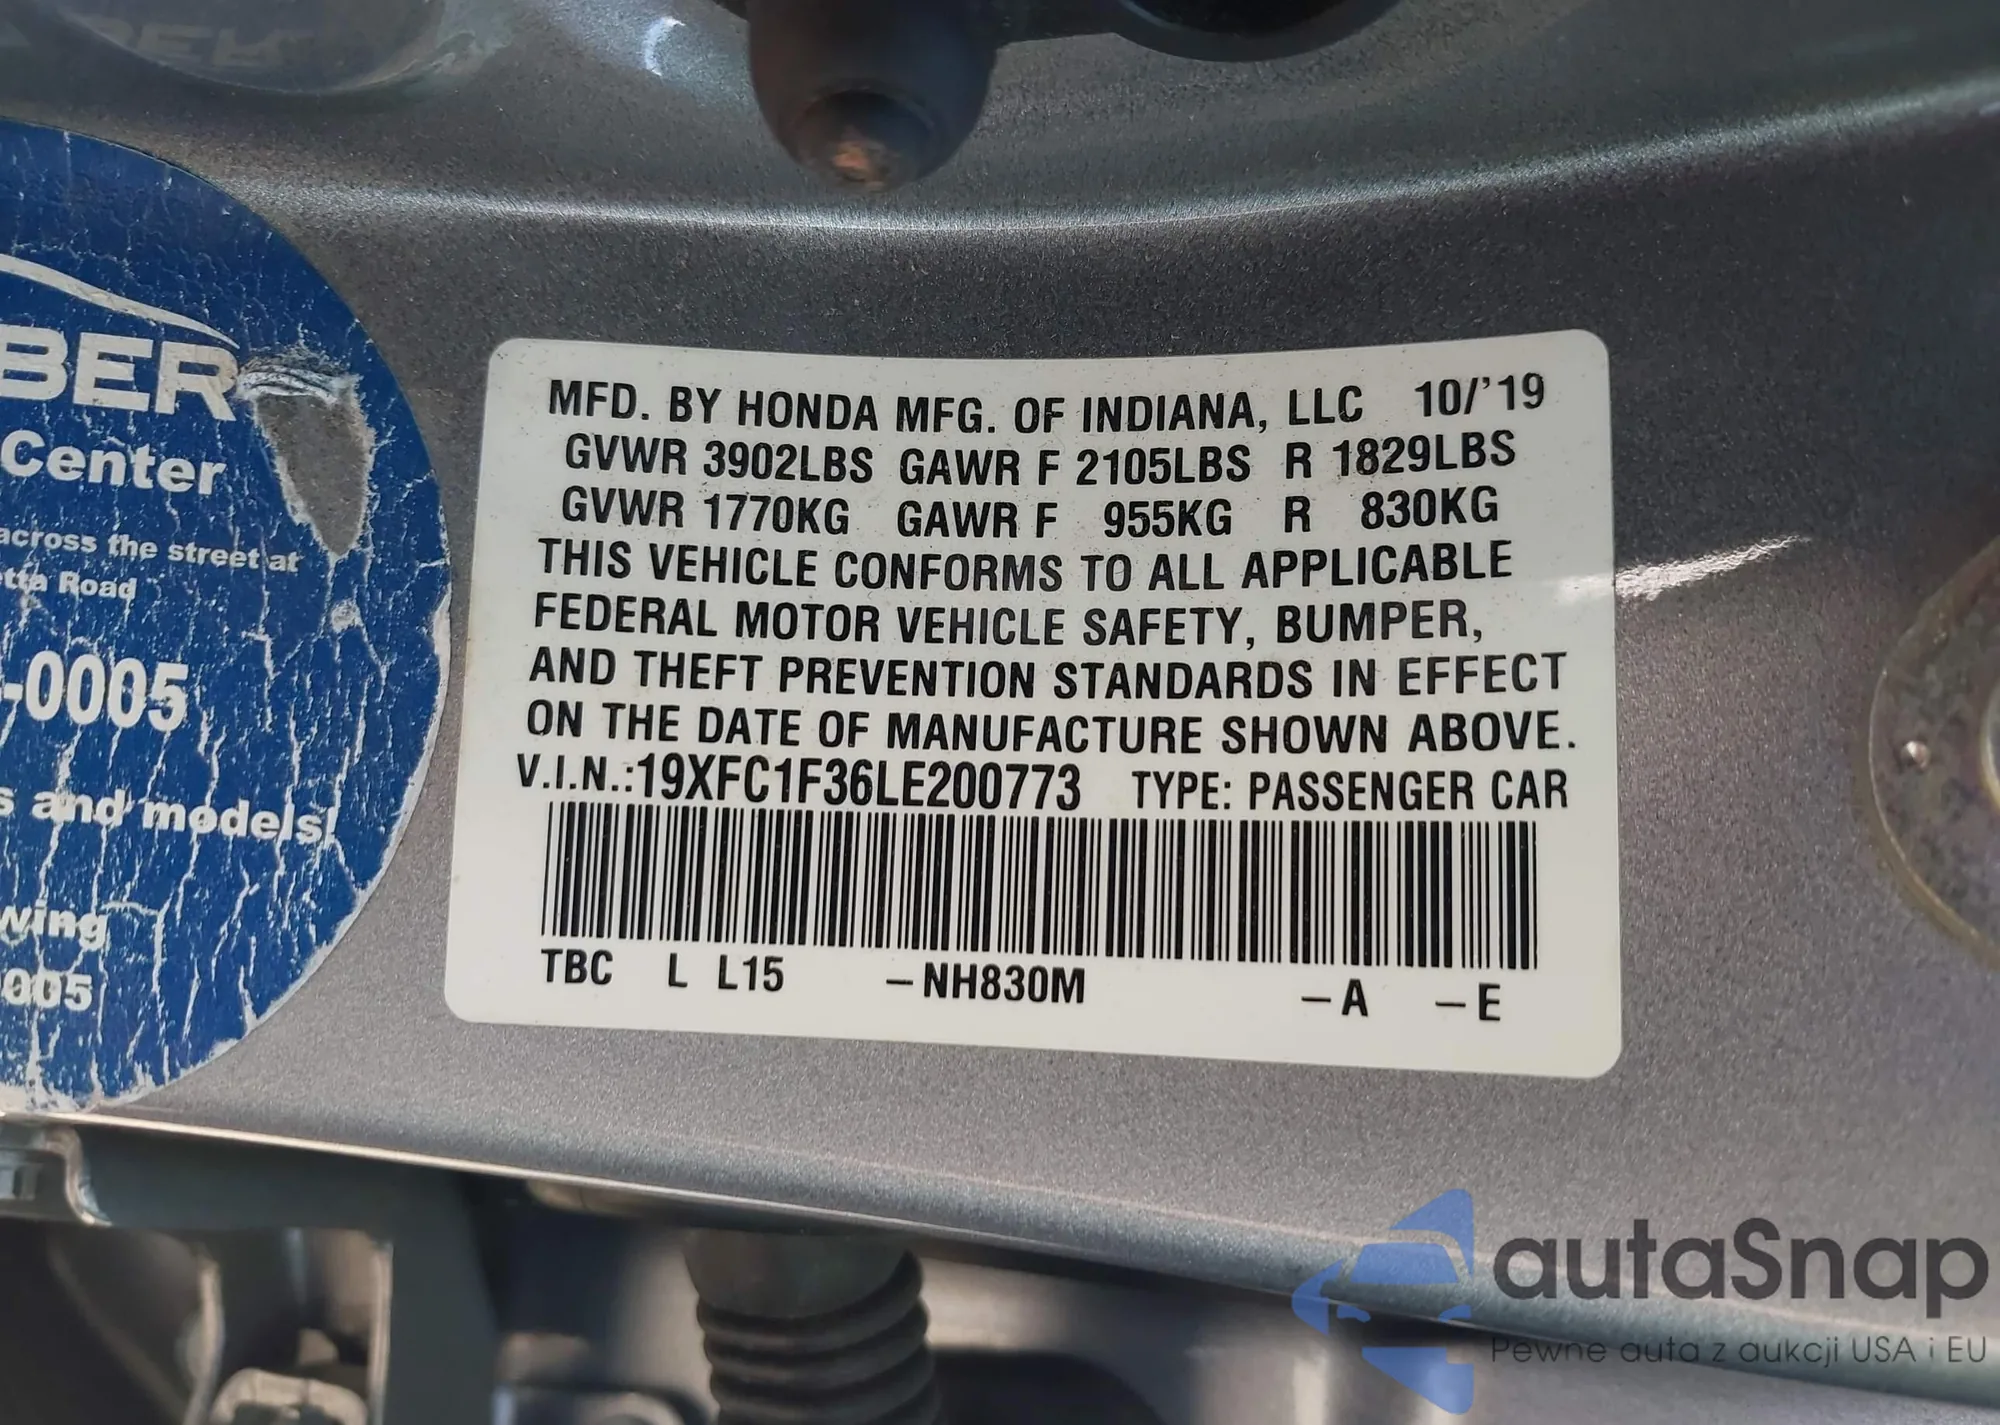 BER
Center
across the street at
etta Road
-0005
s and models!
wing
005
MFD. BY HONDA MFG. OF INDIANA, LLC 10/'19
GVWR 3902LBS GAWR F 2105LBS R 1829LBS
GVWR 1770KG GAWR F 955KG R 830KG
THIS VEHICLE CONFORMS TO ALL APPLICABLE
FEDERAL MOTOR VEHICLE SAFETY, BUMPER,
AND THEFT PREVENTION STANDARDS IN EFFECT
ON THE DATE OF MANUFACTURE SHOWN ABOVE.
V.I.N.:19XFC1F36LE200773 TYPE: PASSENGER CAR
TBC L L15 -NH830M -A -E
autaSnap
Pewne auta z aukcji USA i EU